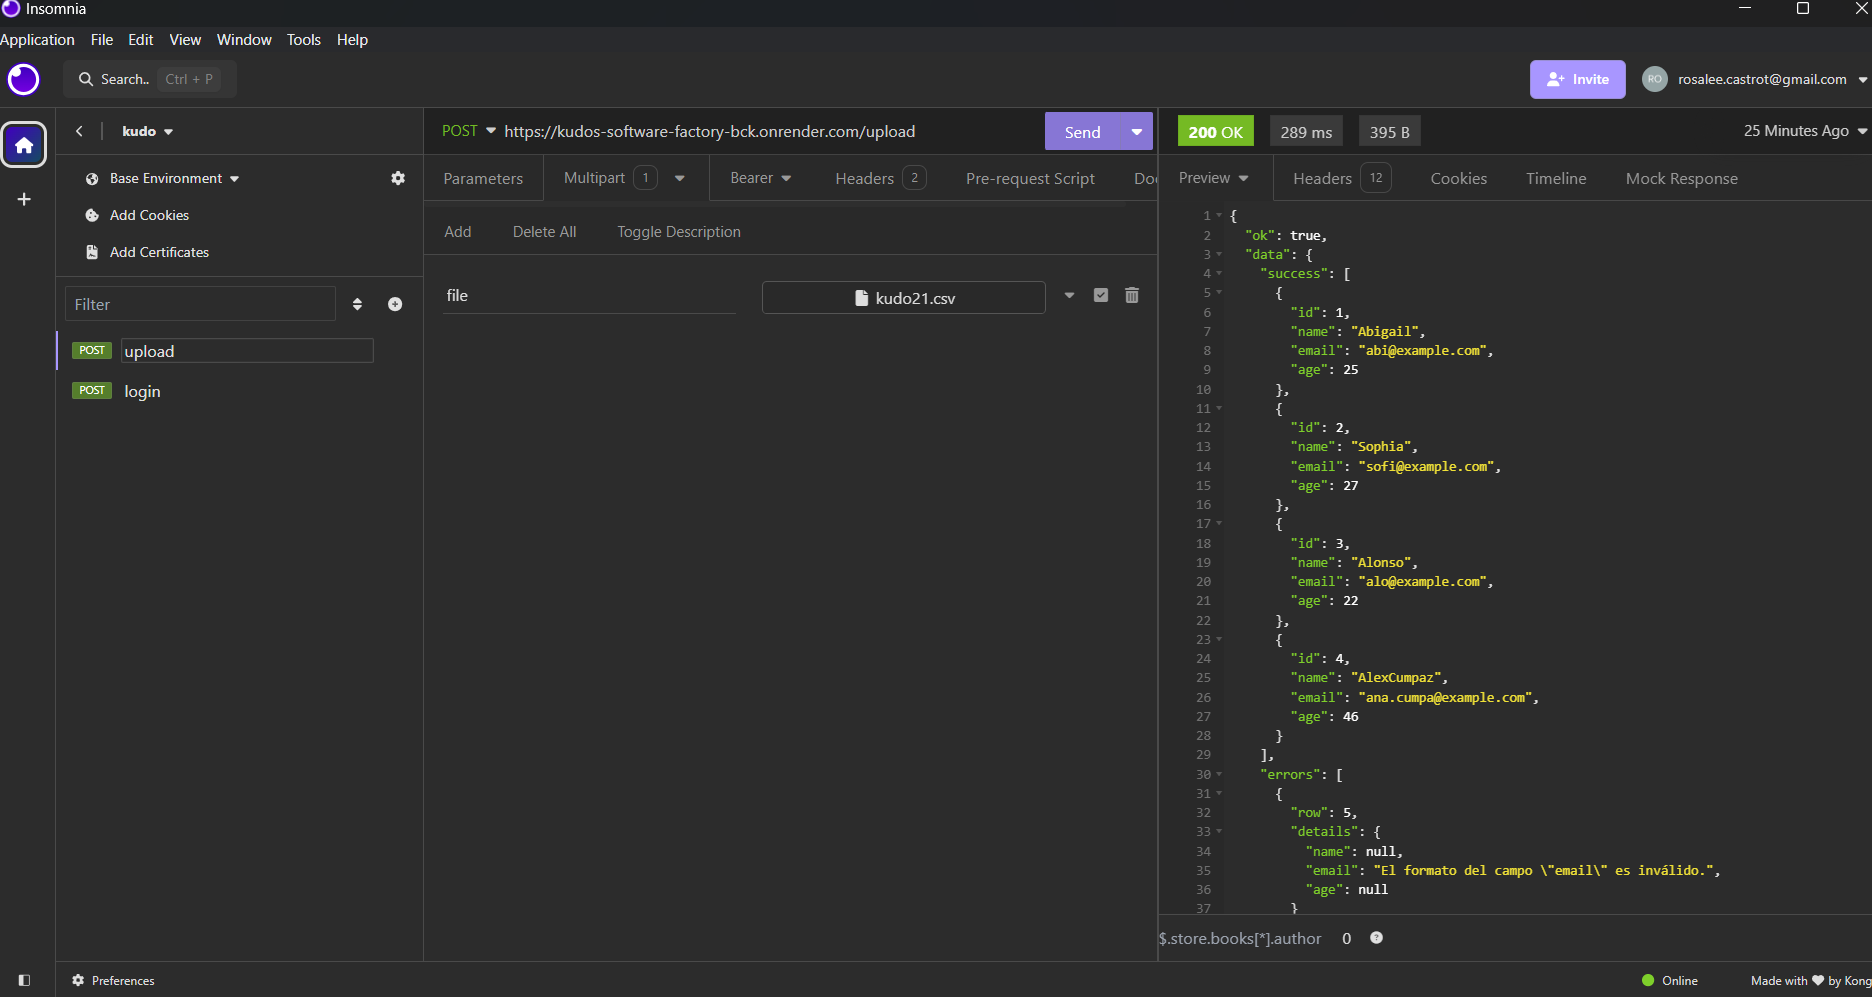 Insomnia
Application File Edit View Window Tools Help
Search.. Ctrl + P
Invite
RO rosalee.castrot@gmail.com
kudo
Base Environment
Add Cookies
Add Certificates
Filter
POST upload
POST login
POST https://kudos-software-factory-bck.onrender.com/upload Send
Parameters Multipart 1 Bearer Headers 2 Pre-request Script Doc
Add Delete All Toggle Description
file kudo21.csv
200 OK 289 ms 395 B 25 Minutes Ago
Preview Headers 12 Cookies Timeline Mock Response
1 {
2 "ok": true,
3 "data": {
4 "success": [
5 {
6 "id": 1,
7 "name": "Abigail",
8 "email": "abi@example.com",
9 "age": 25
10 },
11 {
12 "id": 2,
13 "name": "Sophia",
14 "email": "sofi@example.com",
15 "age": 27
16 },
17 {
18 "id": 3,
19 "name": "Alonso",
20 "email": "alo@example.com",
21 "age": 22
22 },
23 {
24 "id": 4,
25 "name": "AlexCumpaz",
26 "email": "ana.cumpa@example.com",
27 "age": 46
28 }
29 ],
30 "errors": [
31 {
32 "row": 5,
33 "details": {
34 "name": null,
35 "email": "El formato del campo \"email\" es inválido.",
36 "age": null
37 }
$.store.books[*].author 0
Preferences
Online Made with ❤ by Kong